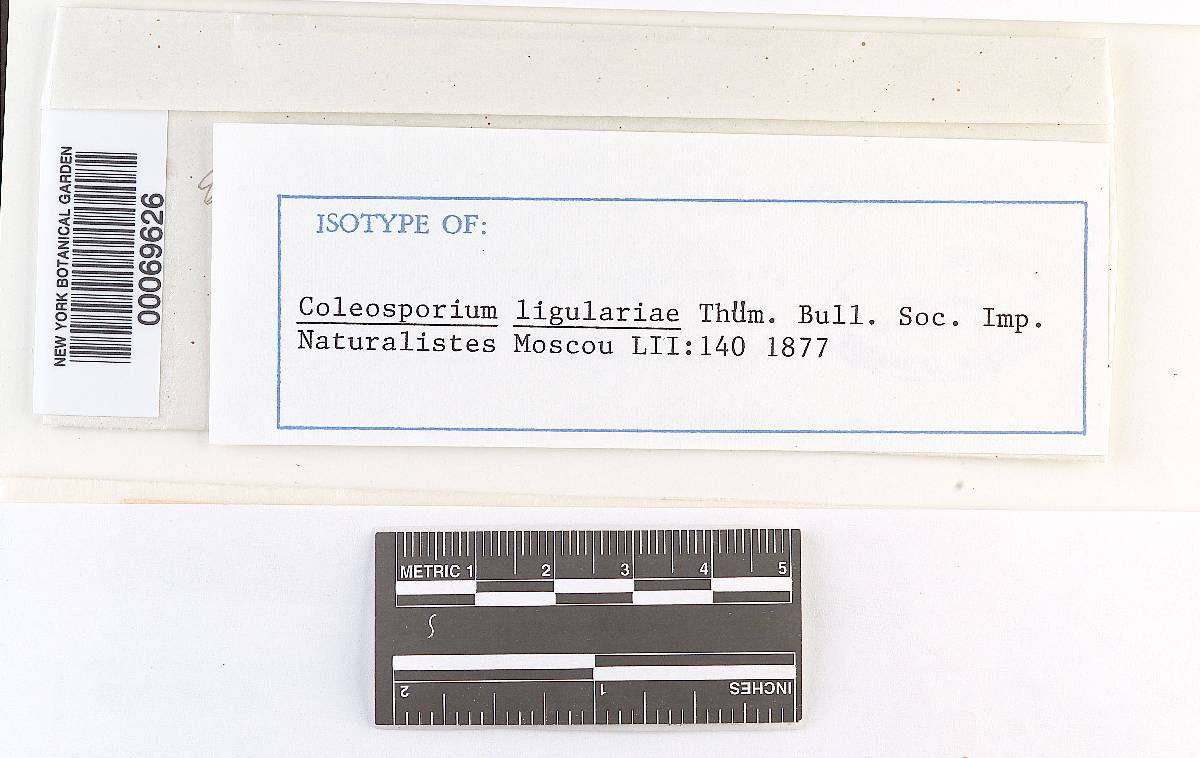 NEW YORK BOTANICAL GARDEN
00069626
ISOTYPE OF:
Coleosporium ligulariae Thüm. Bull. Soc. Imp.
Naturalistes Moscou LII:140 1877
METRIC 1 2 3 4 5
2 1 INCHES